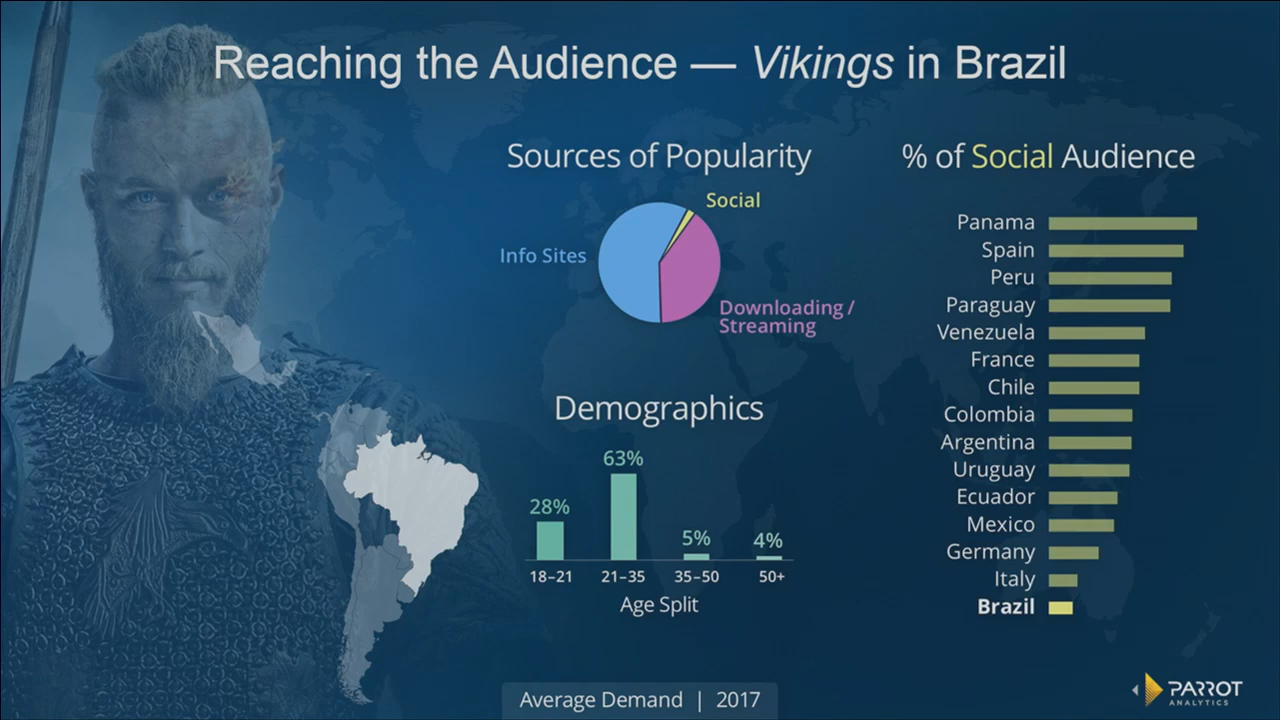 Reaching the Audience — Vikings in Brazil
Sources of Popularity
Social
Info Sites
Downloading /
Streaming
Demographics
28%
63%
5%
4%
18–21
21–35
35–50
50+
Age Split
% of Social Audience
Panama
Spain
Peru
Paraguay
Venezuela
France
Chile
Colombia
Argentina
Uruguay
Ecuador
Mexico
Germany
Italy
Brazil
Average Demand | 2017
PARROT
ANALYTICS